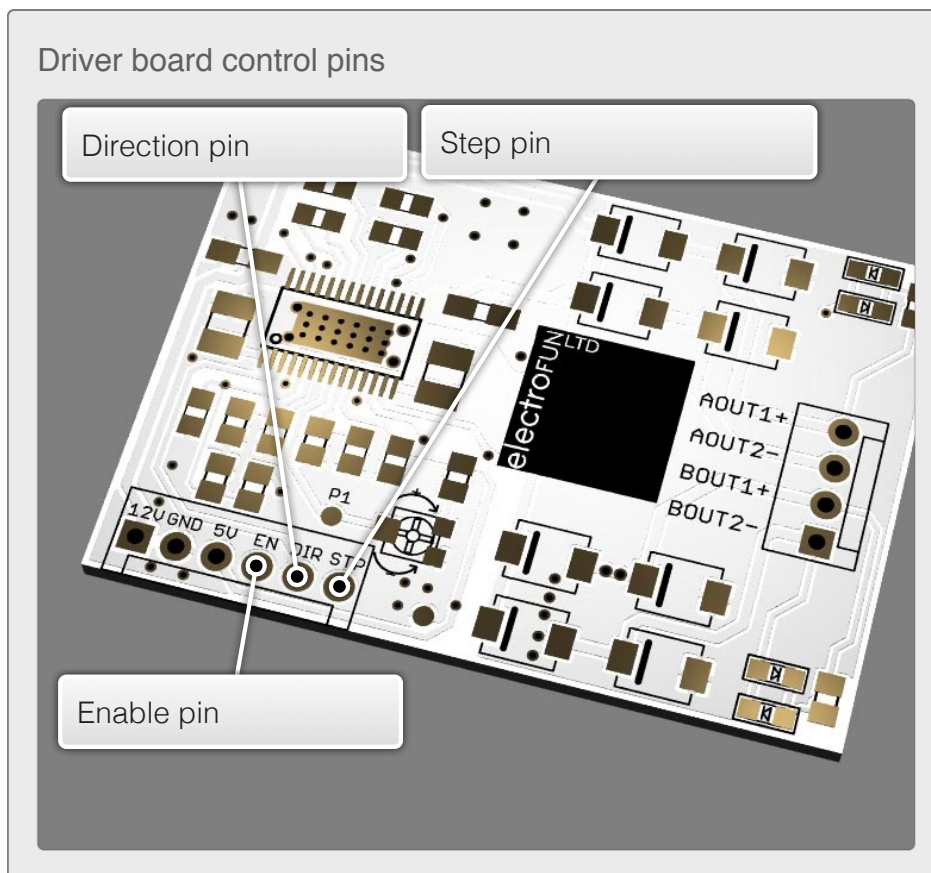 Driver board control pins
Direction pin
Step pin
electroFUN
LTD
AOUT1+
AOUT2-
BOUT1+
BOUT2-
P1
12V GND 5V EN DIR STP
+
-
Enable pin